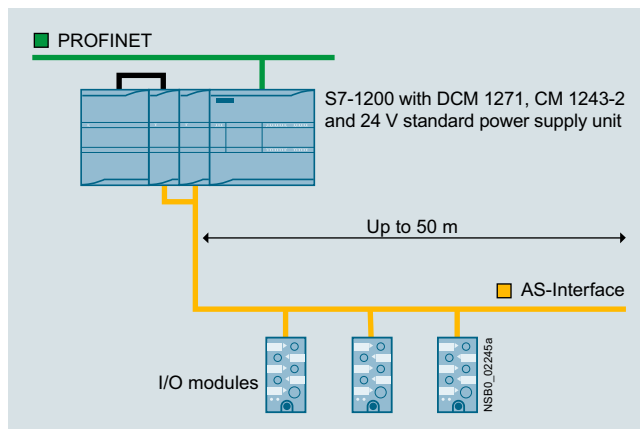 PROFINET
S7-1200 with DCM 1271, CM 1243-2
and 24 V standard power supply unit
Up to 50 m
AS-Interface
I/O modules
NSB0_02245a